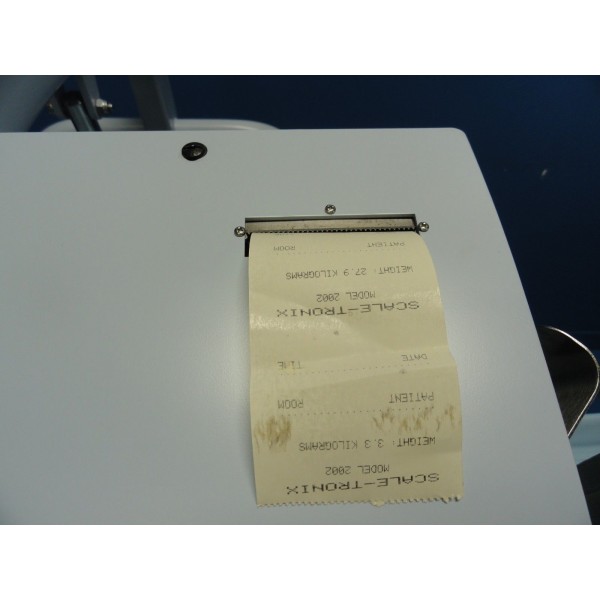 SCALE-TRONIX
MODEL 2002
WEIGHT: 3.3 KILOGRAMS
PATIENT ROOM
DATE TIME
SCALE-TRONIX
MODEL 2002
WEIGHT: 27.9 KILOGRAMS
PATIENT ROOM